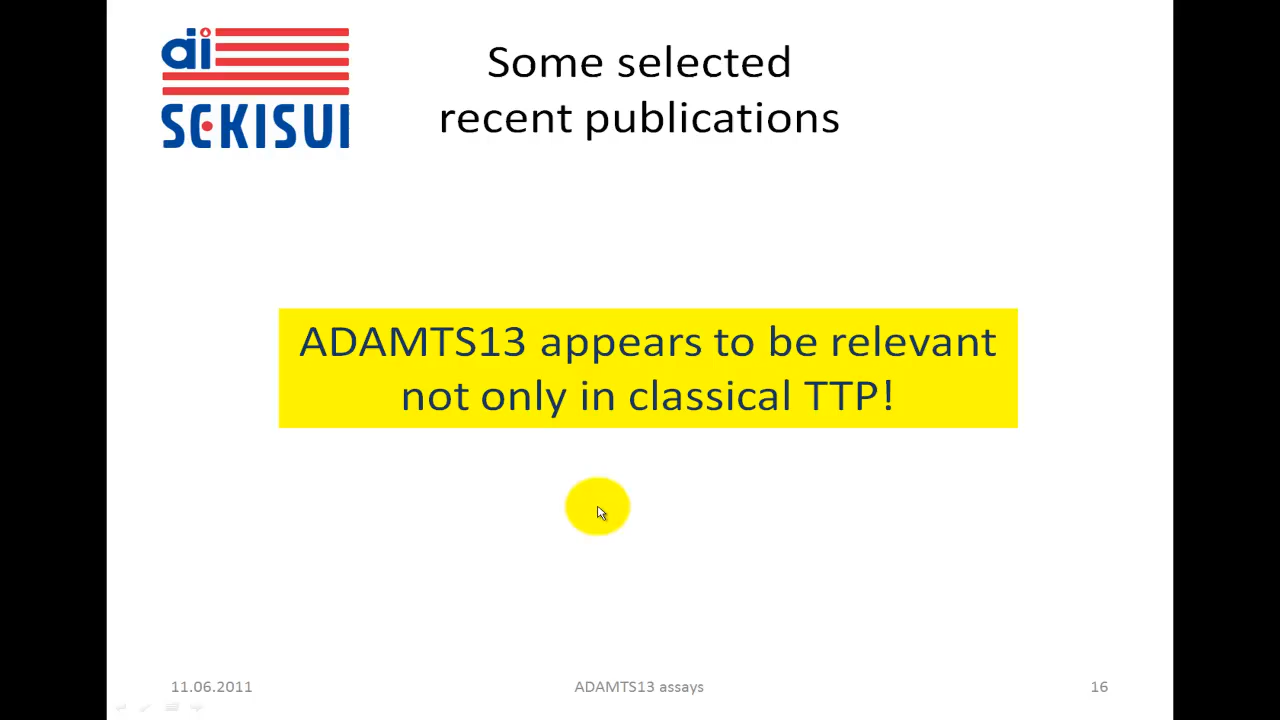 ai
SEKISUI
Some selected
recent publications
ADAMTS13 appears to be relevant
not only in classical TTP!
11.06.2011
ADAMTS13 assays
16